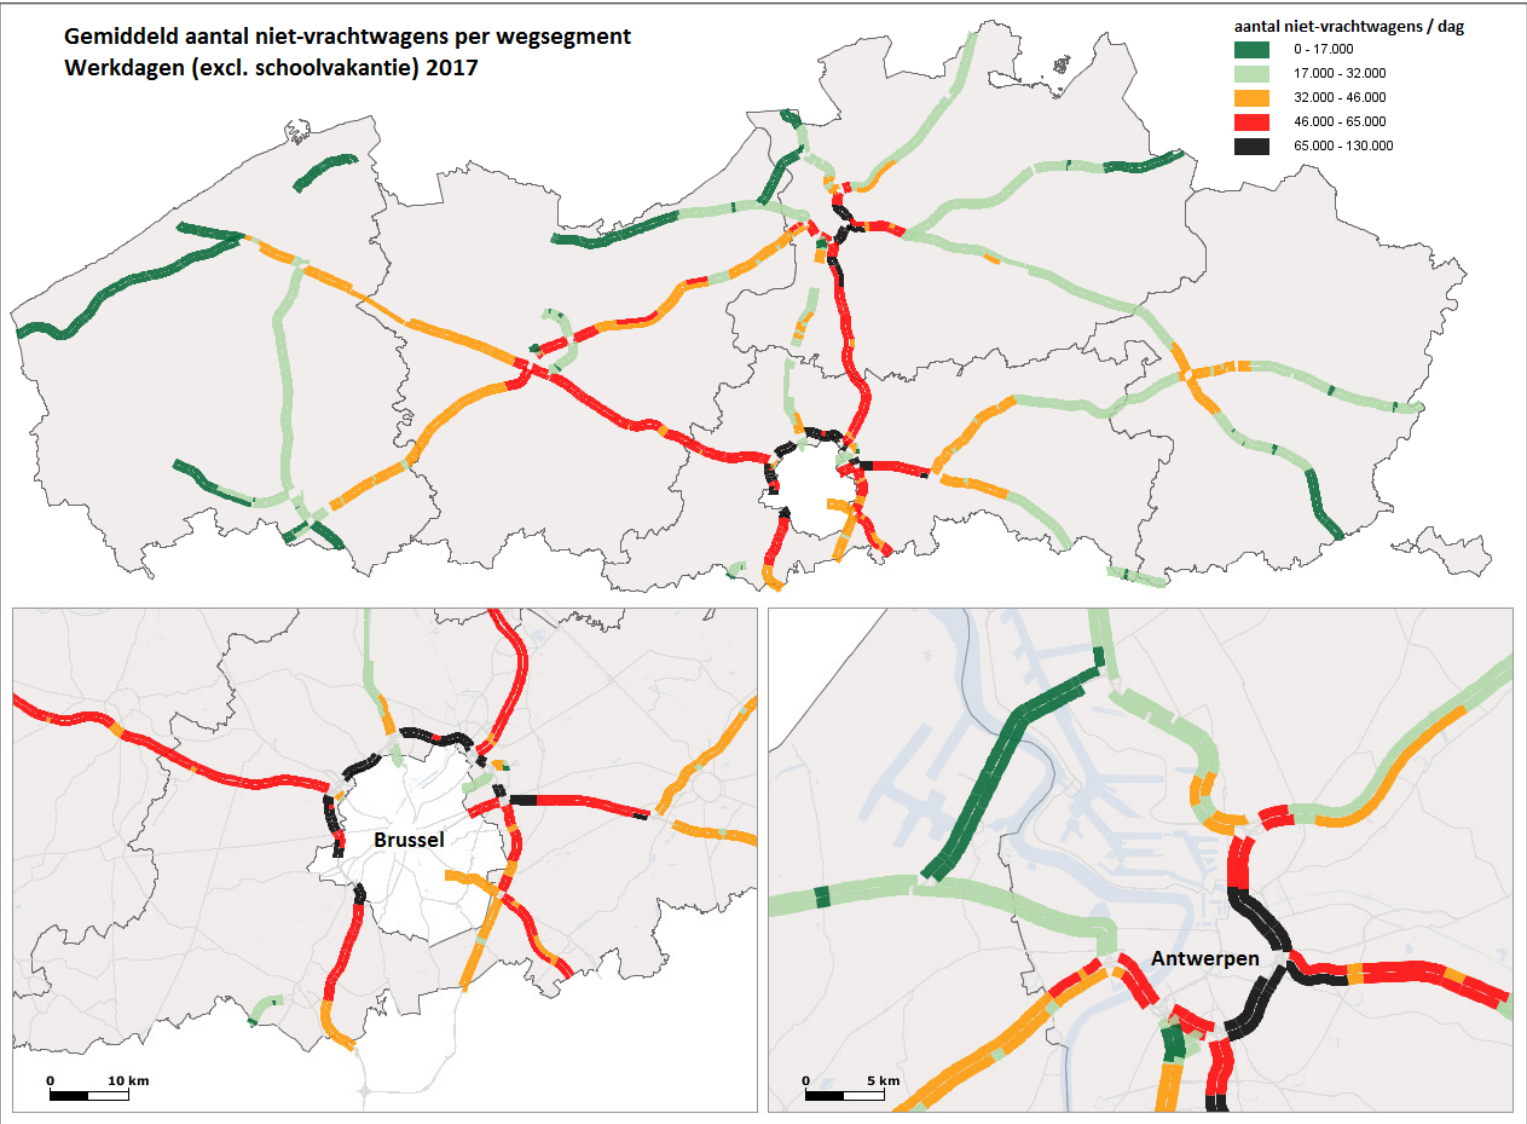 Gemiddeld aantal niet-vrachtwagens per wegsegment
Werkdagen (excl. schoolvakantie) 2017
aantal niet-vrachtwagens / dag
0 - 17.000
17.000 - 32.000
32.000 - 46.000
46.000 - 65.000
65.000 - 130.000
Brussel
0 10 km
Antwerpen
0 5 km